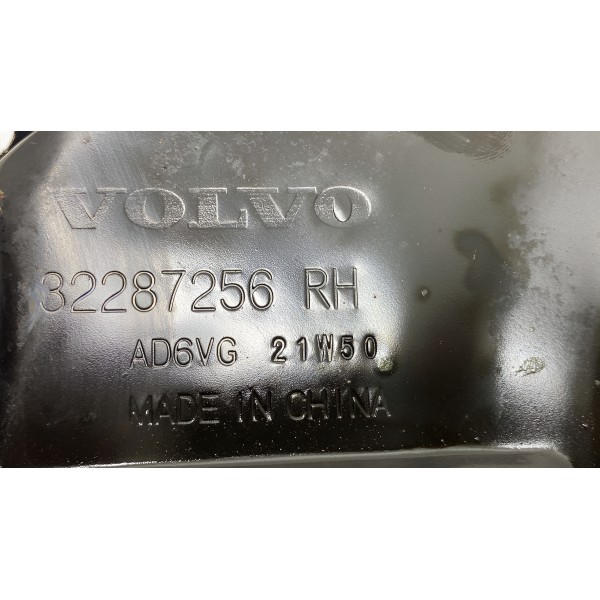 VOLVO
32287256 RH
AD6VG 21W50
MADE IN CHINA